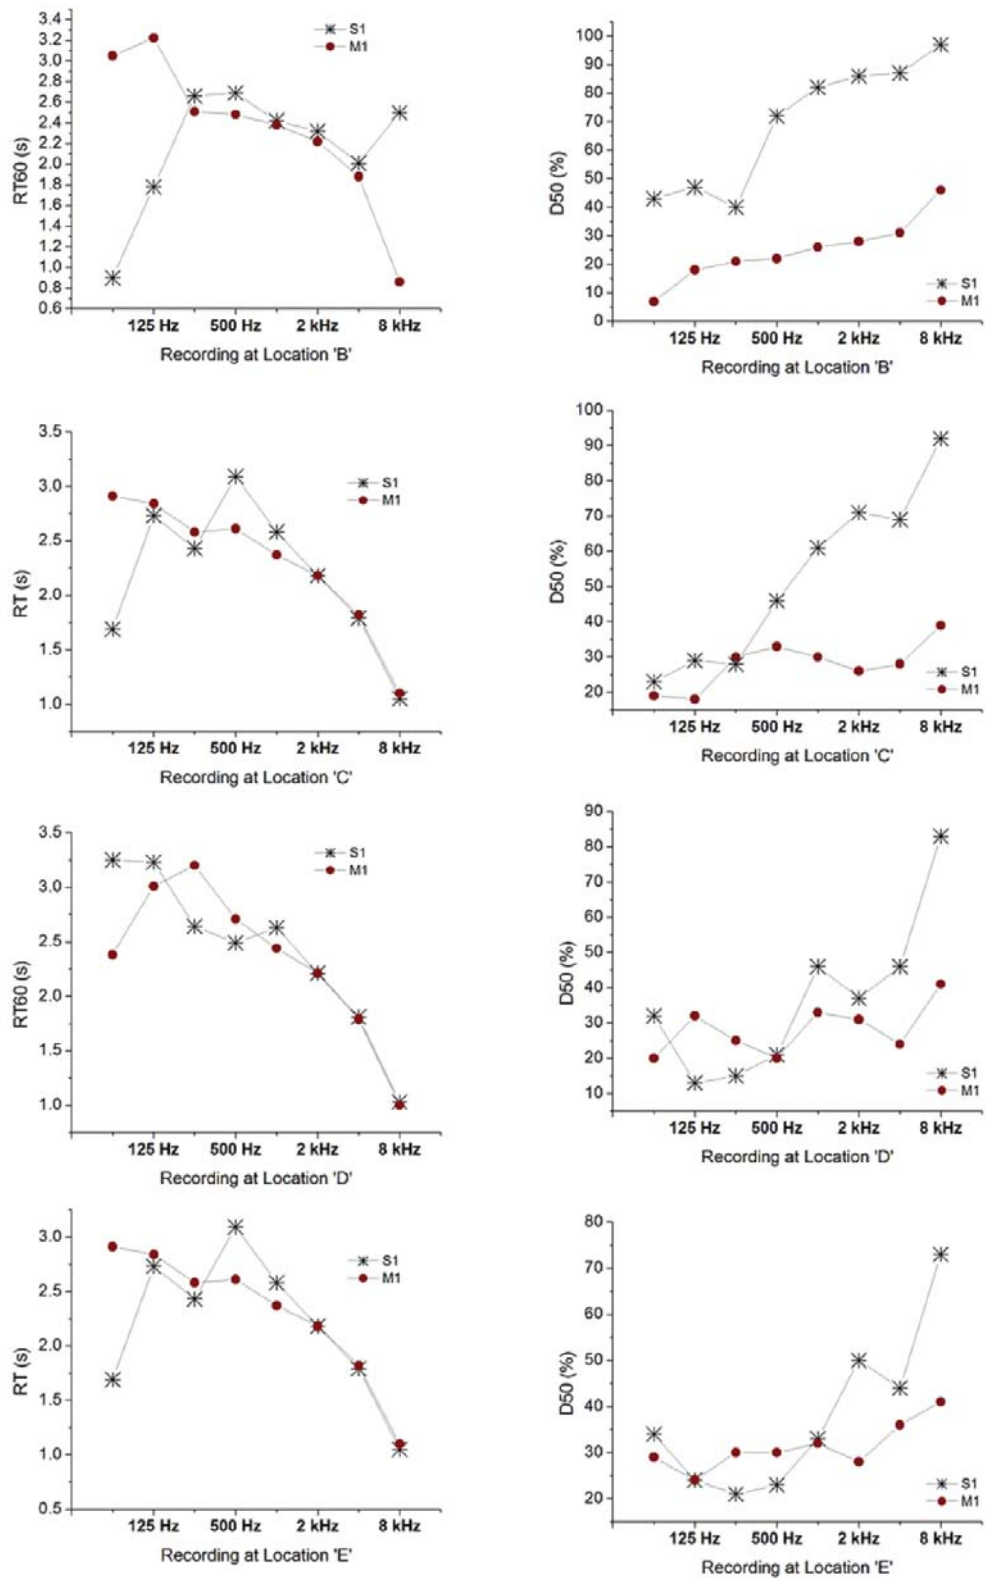 3.4
3.2
3.0
2.8
2.6
2.4
2.2
2.0
1.8
1.6
1.4
1.2
1.0
0.8
0.6
RT60 (s)
S1
M1
125 Hz 500 Hz 2 kHz 8 kHz
Recording at Location 'B'
100
90
80
70
60
50
40
30
20
10
0
D50 (%)
S1
M1
125 Hz 500 Hz 2 kHz 8 kHz
Recording at Location 'B'
3.5
3.0
2.5
2.0
1.5
1.0
RT (s)
S1
M1
125 Hz 500 Hz 2 kHz 8 kHz
Recording at Location 'C'
100
90
80
70
60
50
40
30
20
D50 (%)
S1
M1
125 Hz 500 Hz 2 kHz 8 kHz
Recording at Location 'C'
3.5
3.0
2.5
2.0
1.5
1.0
RT60 (s)
S1
M1
125 Hz 500 Hz 2 kHz 8 kHz
Recording at Location 'D'
90
80
70
60
50
40
30
20
10
D50 (%)
S1
M1
125 Hz 500 Hz 2 kHz 8 kHz
Recording at Location 'D'
3.0
2.5
2.0
1.5
1.0
0.5
RT (s)
S1
M1
125 Hz 500 Hz 2 kHz 8 kHz
Recording at Location 'E'
80
70
60
50
40
30
20
D50 (%)
S1
M1
125 Hz 500 Hz 2 kHz 8 kHz
Recording at Location 'E'